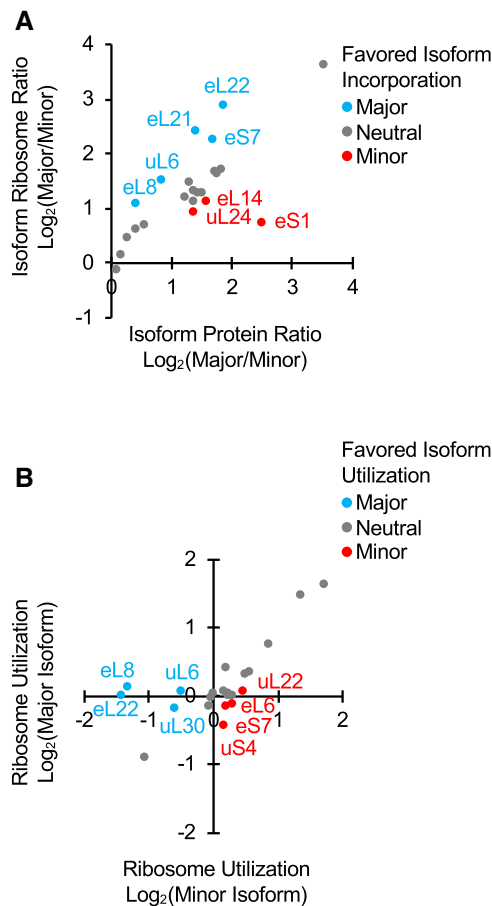 A
Isoform Ribosome Ratio
Log₂(Major/Minor)
4
3
2
1
0
-1
eL22
eL21
eS7
uL6
eL8
eL14
uL24
eS1
0
1
2
3
4
Isoform Protein Ratio
Log₂(Major/Minor)
Favored Isoform
Incorporation
Major
Neutral
Minor
B
Favored Isoform
Utilization
Major
Neutral
Minor
Ribosome Utilization
Log₂(Major Isoform)
2
1
0
-1
-2
eL8
uL6
uL22
eL22
uL30
eL6
eS7
uS4
-2
-1
0
1
2
Ribosome Utilization
Log₂(Minor Isoform)